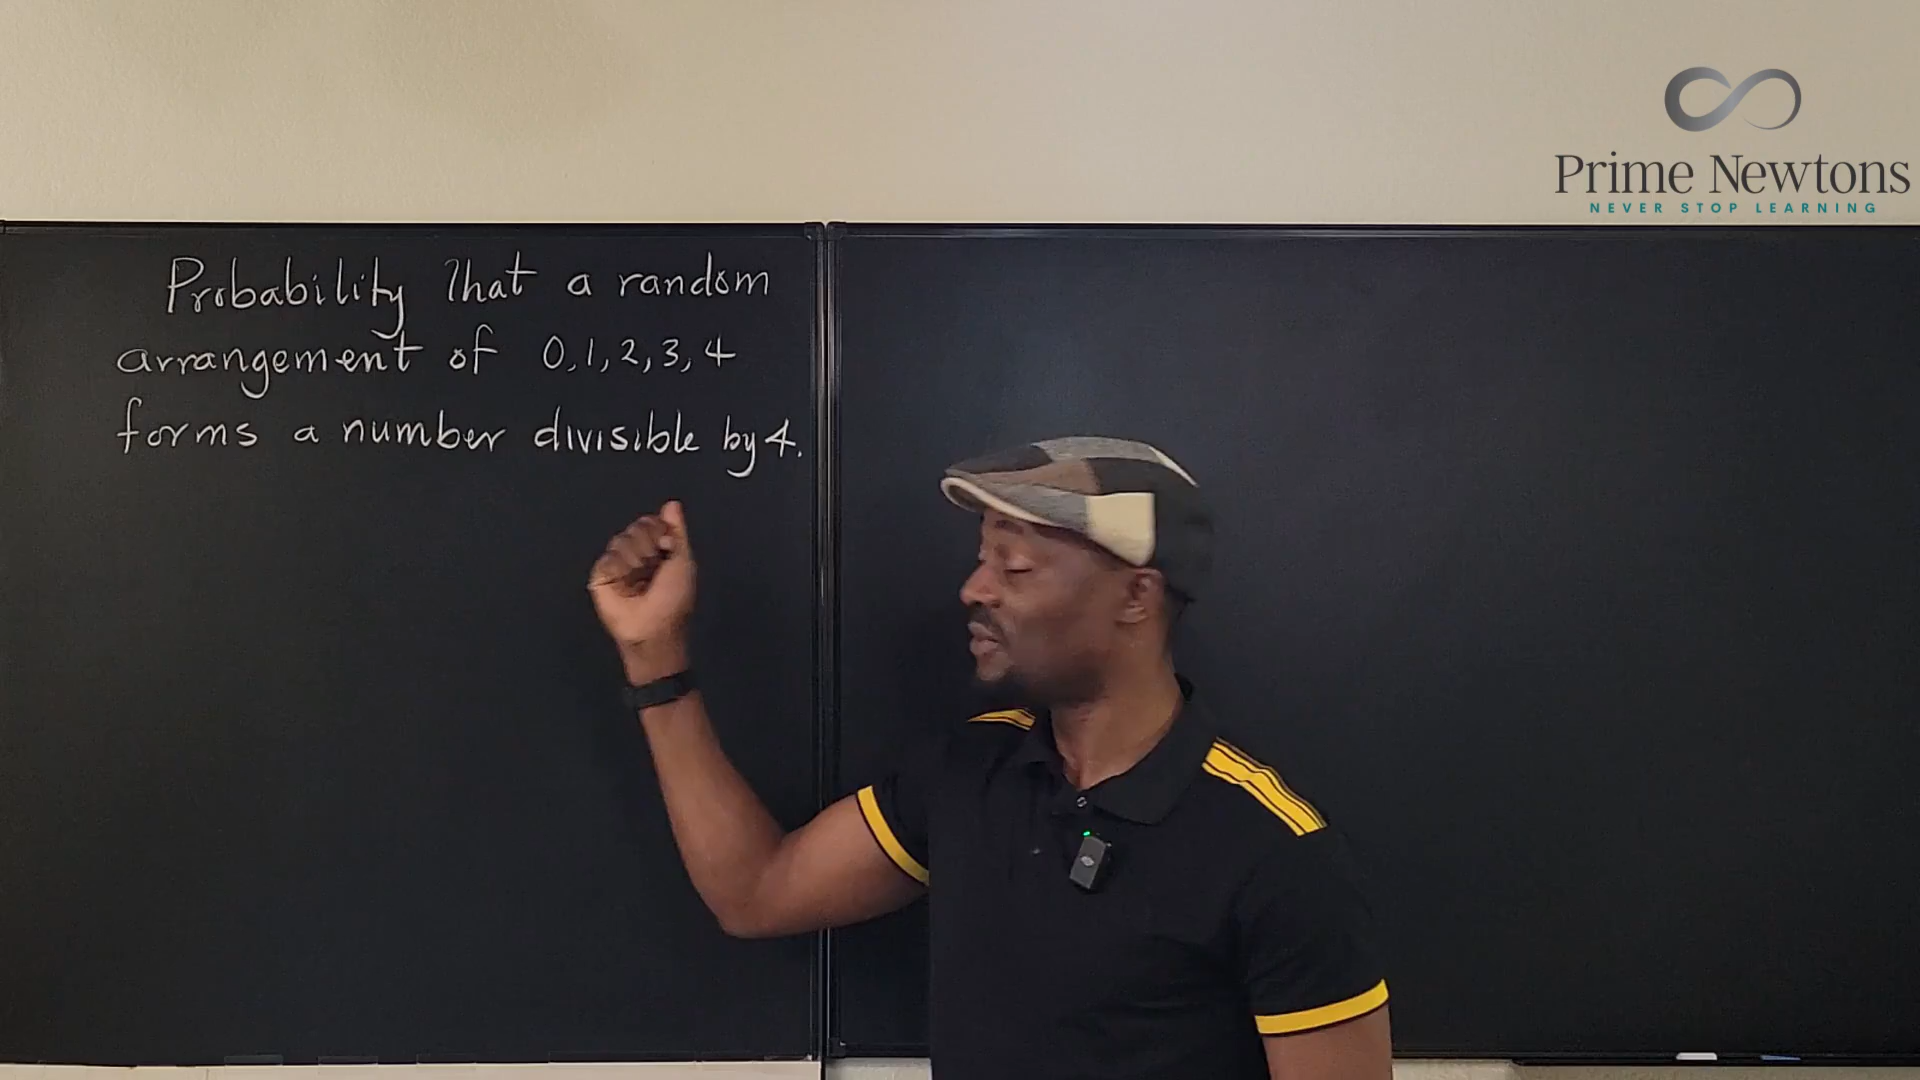 Prime Newtons
NEVER STOP LEARNING
Probability that a random
arrangement of 0,1,2,3,4
forms a number divisible by 4.